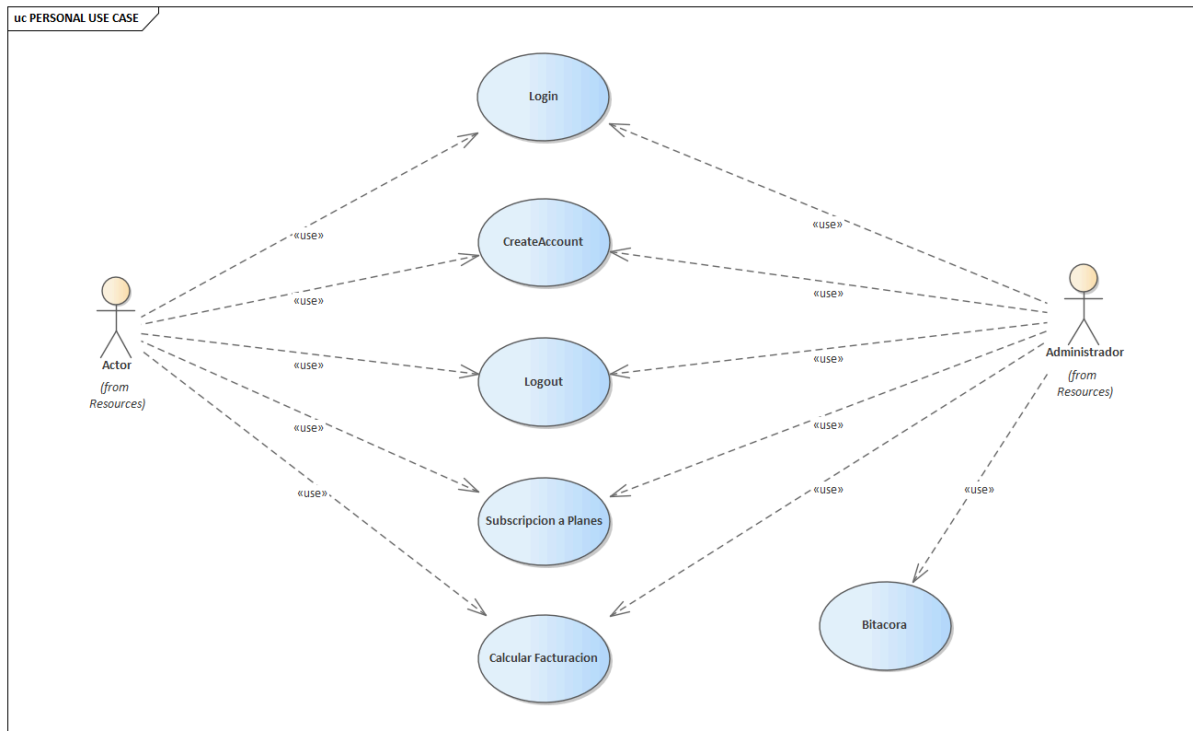 uc PERSONAL USE CASE
Login
«use»
«use»
CreateAccount
«use»
«use»
Actor
(from
Resources)
Administrador
(from
Resources)
«use»
«use»
Logout
«use»
«use»
«use»
«use»
«use»
Subscripcion a Planes
Bitacora
Calcular Facturacion